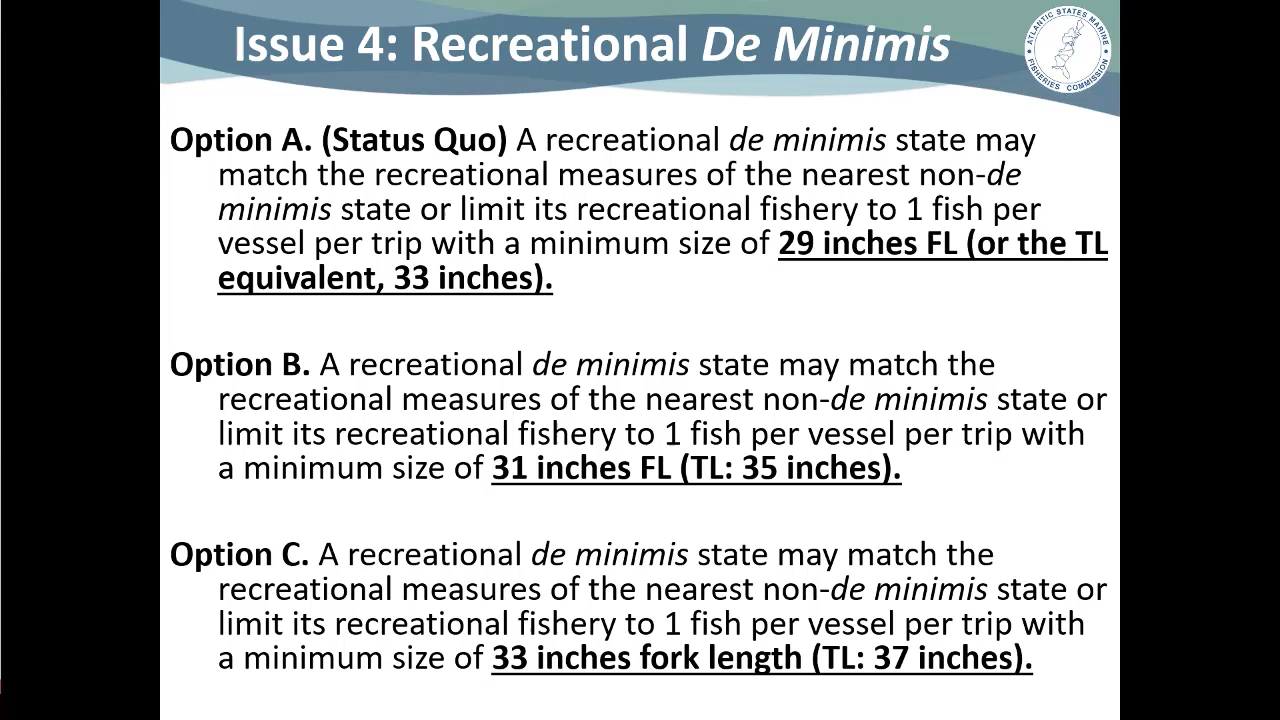 Issue 4: Recreational De Minimis
ATLANTIC STATES MARINE
FISHERIES COMMISSION
Option A. (Status Quo) A recreational de minimis state may
match the recreational measures of the nearest non-de
minimis state or limit its recreational fishery to 1 fish per
vessel per trip with a minimum size of 29 inches FL (or the TL
equivalent, 33 inches).
Option B. A recreational de minimis state may match the
recreational measures of the nearest non-de minimis state or
limit its recreational fishery to 1 fish per vessel per trip with
a minimum size of 31 inches FL (TL: 35 inches).
Option C. A recreational de minimis state may match the
recreational measures of the nearest non-de minimis state or
limit its recreational fishery to 1 fish per vessel per trip with
a minimum size of 33 inches fork length (TL: 37 inches).